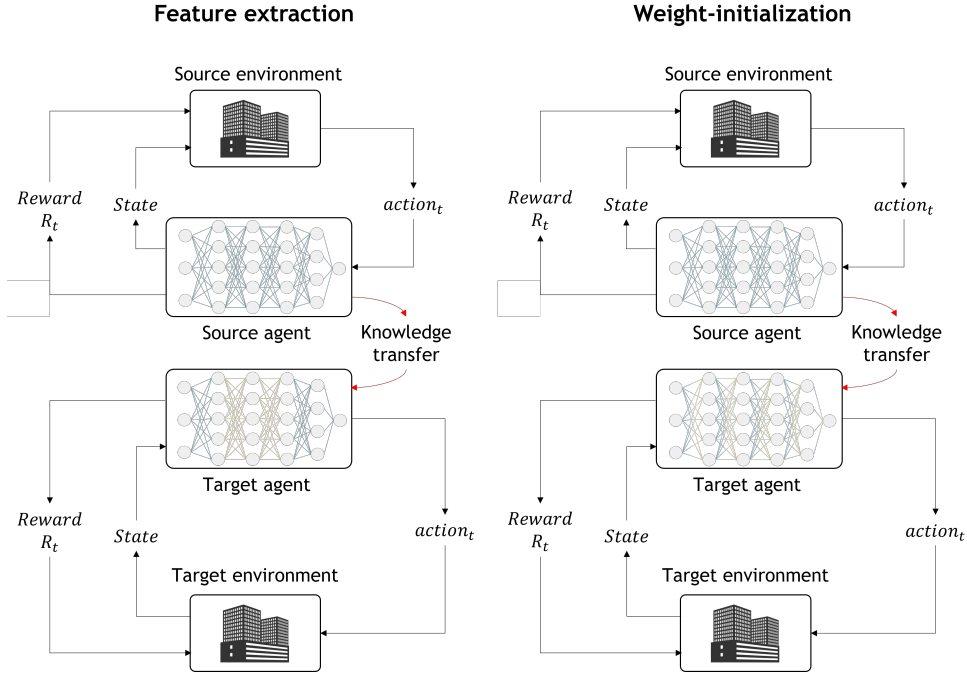 Feature extraction
Source environment
Reward
R_t
State
action_t
Source agent
Knowledge
transfer
Target agent
Reward
R_t
State
action_t
Target environment
Weight-initialization
Source environment
Reward
R_t
State
action_t
Source agent
Knowledge
transfer
Target agent
Reward
R_t
State
action_t
Target environment